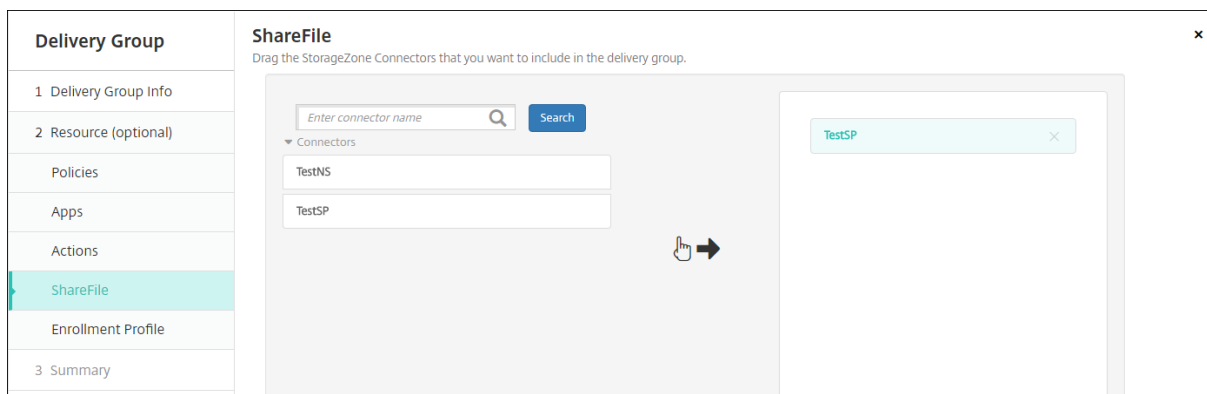 Delivery Group
1 Delivery Group Info
2 Resource (optional)
Policies
Apps
Actions
ShareFile
Enrollment Profile
3 Summary
ShareFile
×
Drag the StorageZone Connectors that you want to include in the delivery group.
Enter connector name
Search
Connectors
TestNS
TestSP
TestSP
×